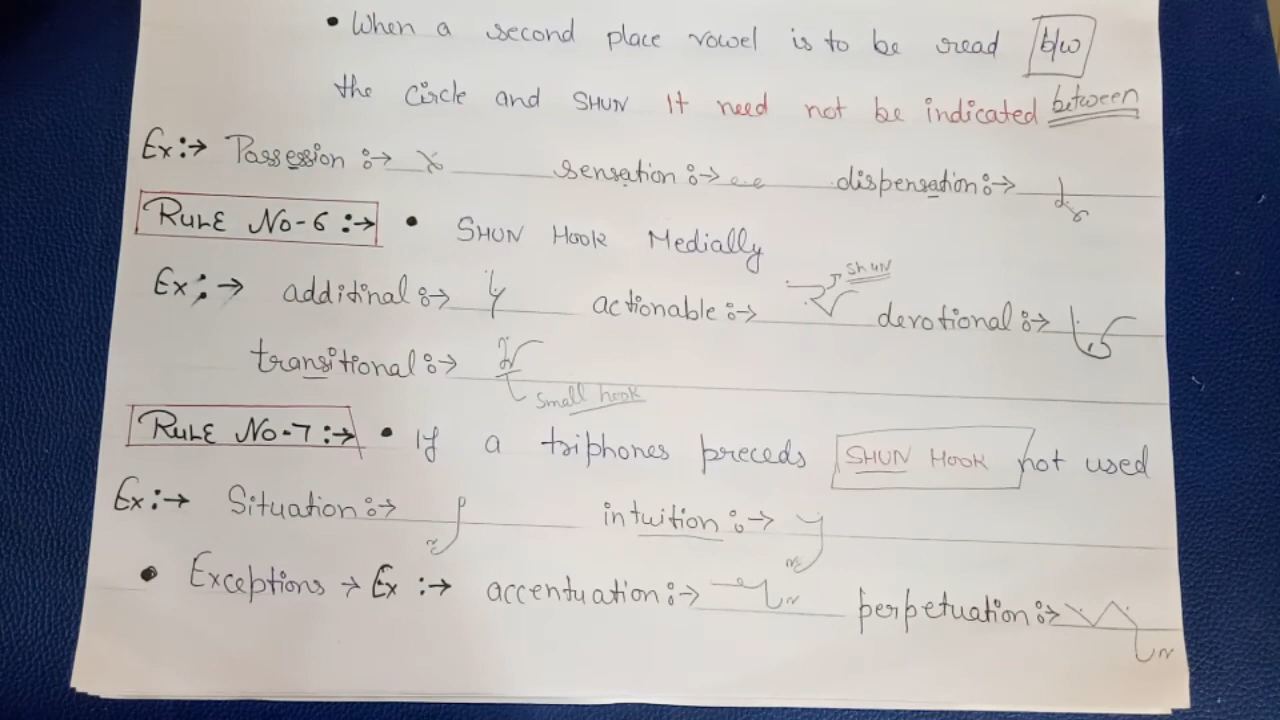 • When a second place vowel is to be read b/w
the circle and SHUN It need not be indicated between
Ex:→ Possession :→ sensation :→ dispensation :→
RULE No-6 :→ • SHUN Hook Medially
Ex:→ additinal :→ actionable :→ SHUN devotional :→
transitional :→
small hook
RULE No-7 :→ • If a triphones preceds SHUN HOOK not used
Ex:→ Situation :→ intuition :→
• Exceptions → Ex :→ accentuation :→ perpetuation :→